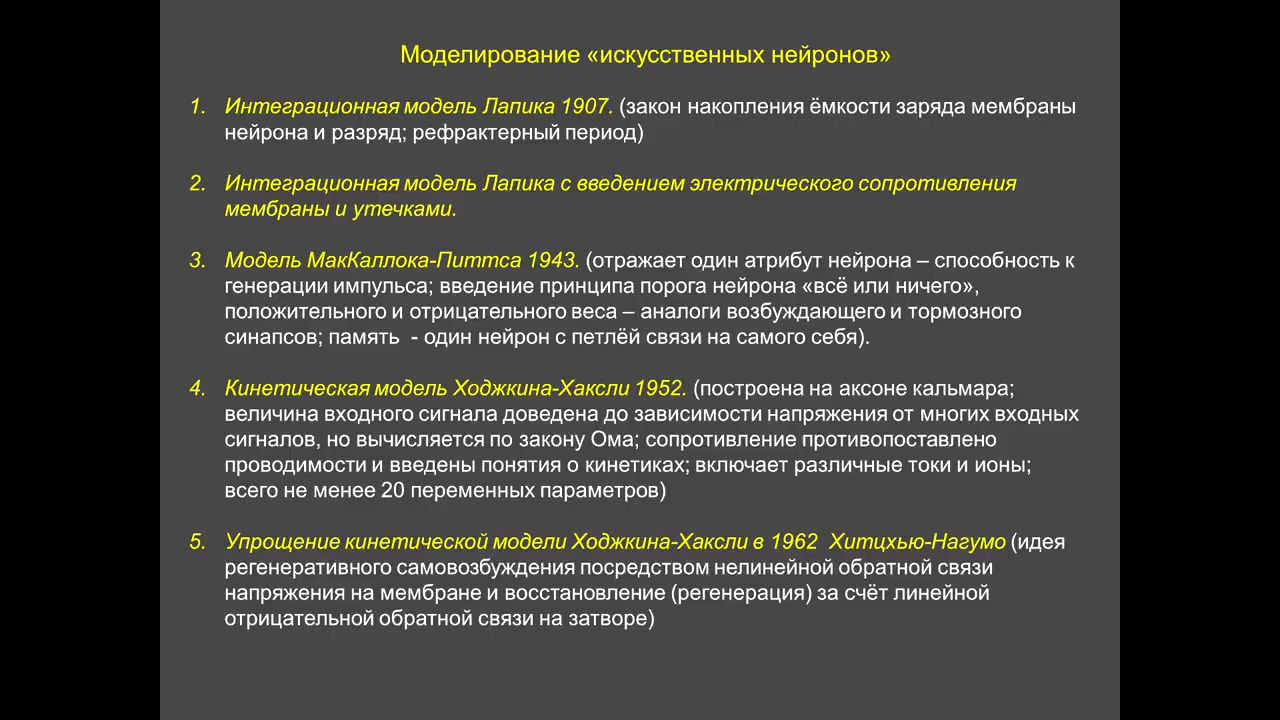 Моделирование «искусственных нейронов»
1. Интеграционная модель Лапика 1907. (закон накопления ёмкости заряда мембраны
нейрона и разряд; рефрактерный период)
2. Интеграционная модель Лапика с введением электрического сопротивления
мембраны и утечками.
3. Модель МакКаллока-Питтса 1943. (отражает один атрибут нейрона – способность к
генерации импульса; введение принципа порога нейрона «всё или ничего»,
положительного и отрицательного веса – аналоги возбуждающего и тормозного
синапсов; память - один нейрон с петлёй связи на самого себя).
4. Кинетическая модель Ходжкина-Хаксли 1952. (построена на аксоне кальмара;
величина входного сигнала доведена до зависимости напряжения от многих входных
сигналов, но вычисляется по закону Ома; сопротивление противопоставлено
проводимости и введены понятия о кинетиках; включает различные токи и ионы;
всего не менее 20 переменных параметров)
5. Упрощение кинетической модели Ходжкина-Хаксли в 1962 Хитцхью-Нагумо (идея
регенеративного самовозбуждения посредством нелинейной обратной связи
напряжения на мембране и восстановление (регенерация) за счёт линейной
отрицательной обратной связи на затворе)